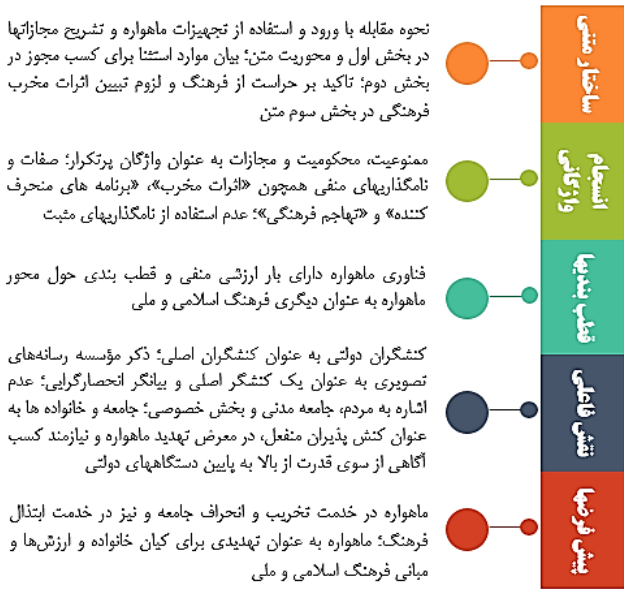 ساختار متنی
نحوه مقابله با ورود و استفاده از تجهیزات ماهواره و تشریح مجازاتها
در بخش اول و محوریت متن؛ بیان موارد استثنا برای کسب مجوز در
بخش دوم؛ تاکید بر حراست از فرهنگ و لزوم تبیین اثرات مخرب
فرهنگی در بخش سوم متن
انسجام
واژگانی
ممنوعیت، محکومیت و مجازات به عنوان واژگان پرتکرار؛ صفات و
نامگذاریهای منفی همچون «اثرات مخرب»، «برنامه های منحرف
کننده» و «تهاجم فرهنگی»؛ عدم استفاده از نامگذاریهای مثبت
قطب بندیها
فناوری ماهواره دارای بار ارزشی منفی و قطب بندی حول محور
ماهواره به عنوان دیگری فرهنگ اسلامی و ملی
نقش فاعلی
کنشگران دولتی به عنوان کنشگران اصلی؛ ذکر مؤسسه رسانه‌های
تصویری به عنوان یک کنشگر اصلی و بیانگر انحصارگرایی؛ عدم
اشاره به مردم، جامعه مدنی و بخش خصوصی؛ جامعه و خانواده ها به
عنوان کنش پذیران منفعل، در معرض تهدید ماهواره و نیازمند کسب
آگاهی از سوی قدرت از بالا به پایین دستگاههای دولتی
پیش فرضها
ماهواره در خدمت تخریب و انحراف جامعه و نیز در خدمت ابتذال
فرهنگ؛ ماهواره به عنوان تهدیدی برای کیان خانواده و ارزش‌ها و
مبانی فرهنگ اسلامی و ملی